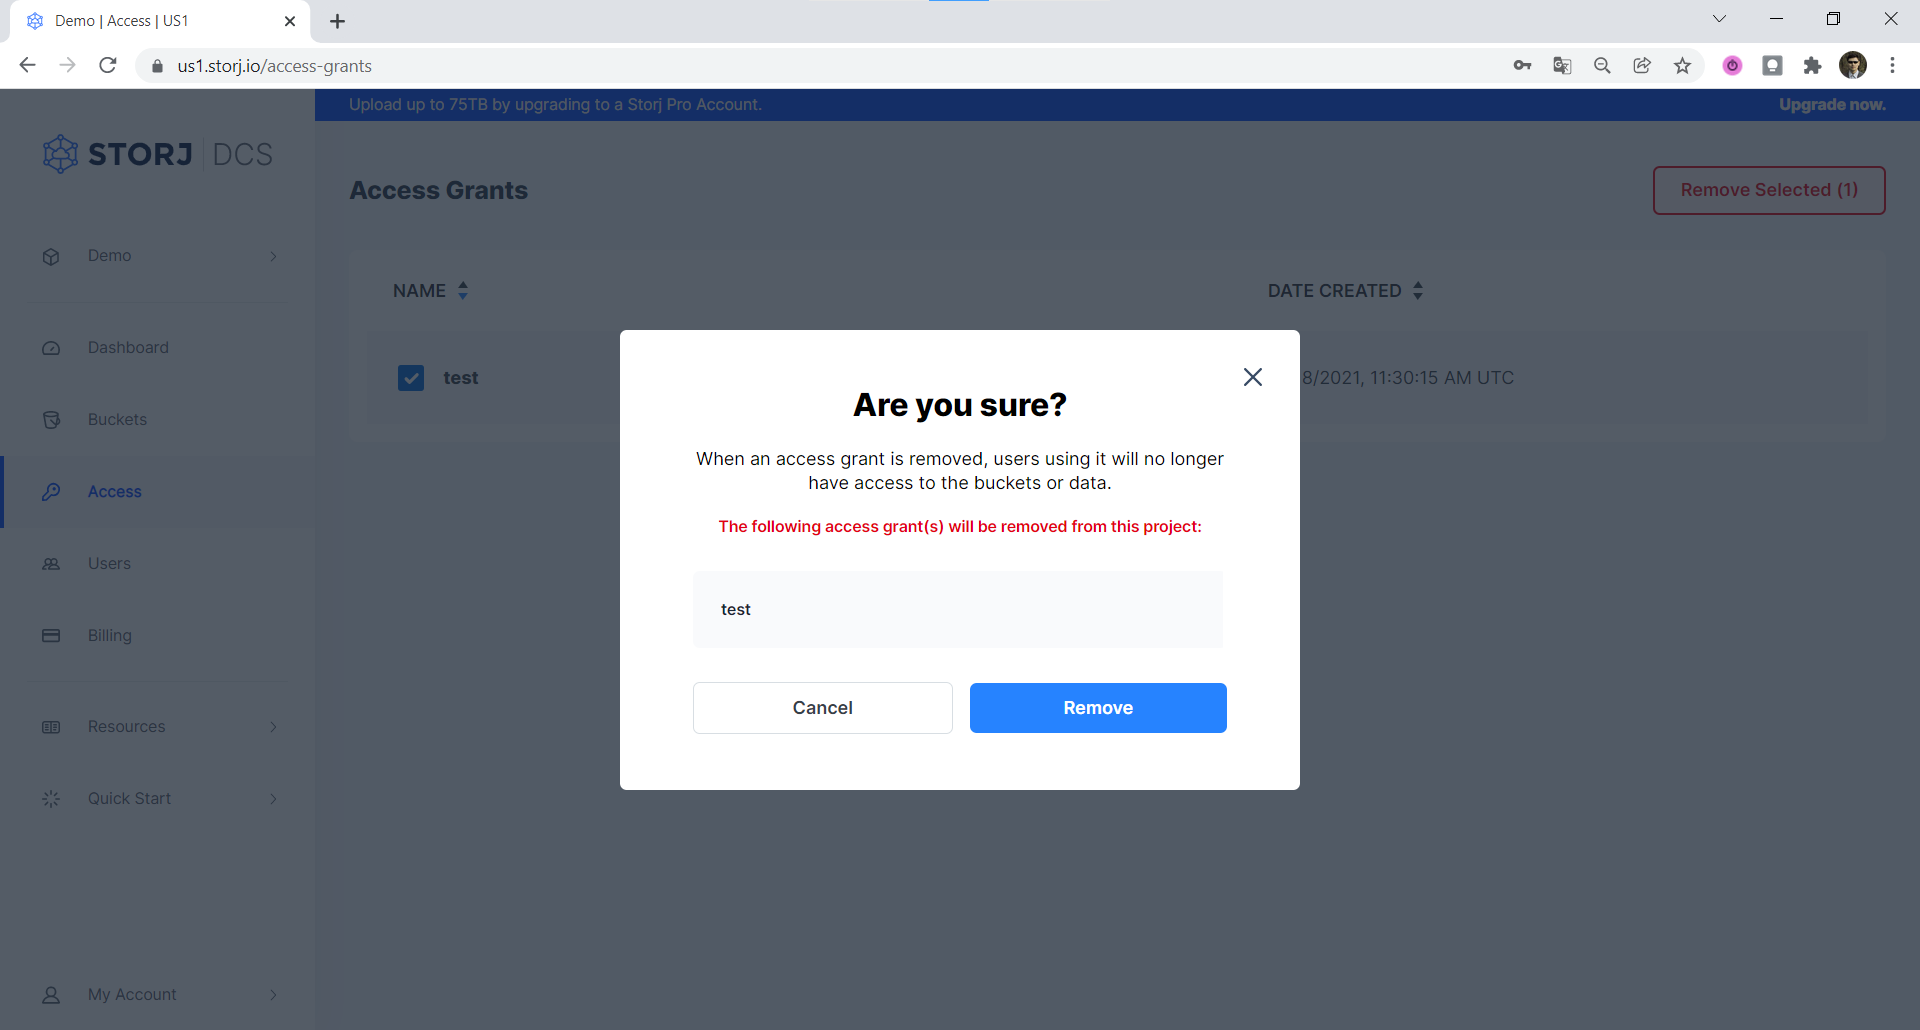 Demo | Access | US1
us1.storj.io/access-grants
Upload up to 75TB by upgrading to a Storj Pro Account.
Upgrade now.
STORJ DCS
Access Grants
Remove Selected (1)
Demo
NAME
DATE CREATED
Dashboard
test
8/2021, 11:30:15 AM UTC
Buckets
Access
Users
Billing
Resources
Quick Start
My Account
Are you sure?
When an access grant is removed, users using it will no longer
have access to the buckets or data.
The following access grant(s) will be removed from this project:
test
Cancel
Remove